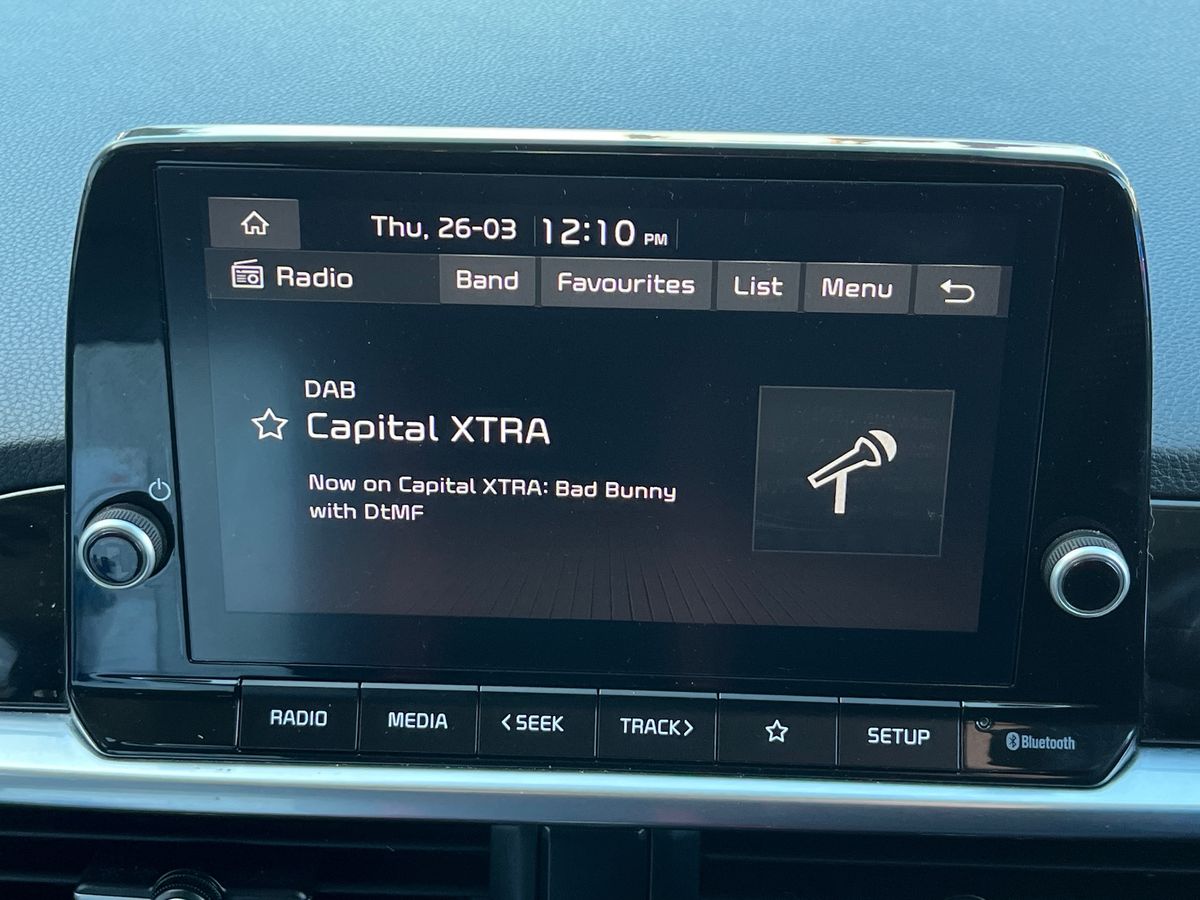 Thu, 26-03 12:10 PM
Radio Band Favourites List Menu
DAB
Capital XTRA
Now on Capital XTRA: Bad Bunny
with DtMF
RADIO MEDIA <SEEK TRACK> SETUP Bluetooth